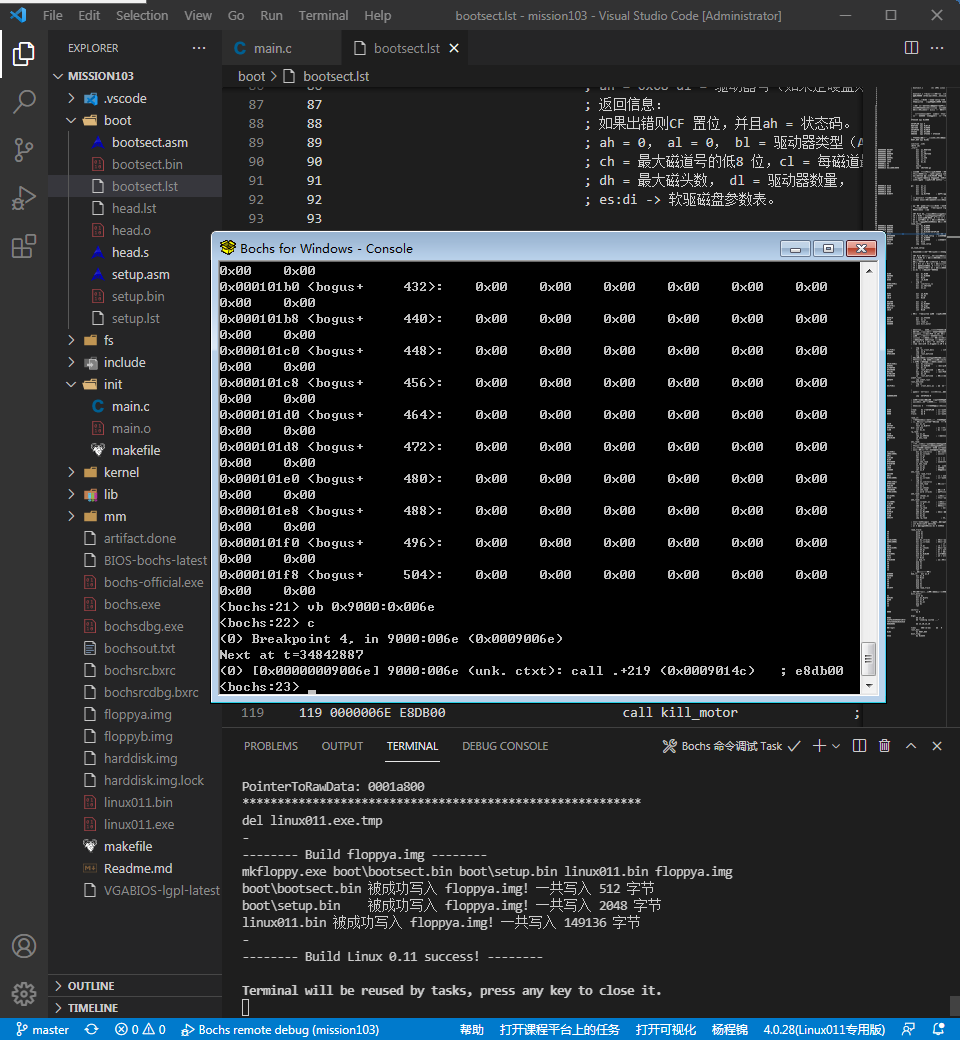 File Edit Selection View Go Run Terminal Help bootsect.lst - mission103 - Visual Studio Code [Administrator]
EXPLORER
MISSION103
.vscode
boot
bootsect.asm
bootsect.bin
bootsect.lst
head.lst
head.o
head.s
setup.asm
setup.bin
setup.lst
fs
include
init
main.c
main.o
makefile
kernel
lib
mm
artifact.done
BIOS-bochs-latest
bochs-official.exe
bochs.exe
bochsdbg.exe
bochsout.txt
bochsrc.bxrc
bochsrcdbg.bxrc
floppya.img
floppyb.img
harddisk.img
harddisk.img.lock
linux011.bin
linux011.exe
makefile
Readme.md
VGABIOS-lgpl-latest
OUTLINE
TIMELINE
main.c bootsect.lst
boot > bootsect.lst
87 87 ; 返回信息：
88 88 ; 如果出错则CF 置位，并且ah = 状态码。
89 89 ; ah = 0， al = 0， bl = 驱动器类型（A
90 90 ; ch = 最大磁道号的低8 位，cl = 每磁道
91 91 ; dh = 最大磁头数， dl = 驱动器数量，
92 92 ; es:di -> 软驱磁盘参数表。
93 93
Bochs for Windows - Console
0x00 0x00
0x000101b0 <bogus+ 432>: 0x00 0x00 0x00 0x00 0x00 0x00
0x00 0x00
0x000101b8 <bogus+ 440>: 0x00 0x00 0x00 0x00 0x00 0x00
0x00 0x00
0x000101c0 <bogus+ 448>: 0x00 0x00 0x00 0x00 0x00 0x00
0x00 0x00
0x000101c8 <bogus+ 456>: 0x00 0x00 0x00 0x00 0x00 0x00
0x00 0x00
0x000101d0 <bogus+ 464>: 0x00 0x00 0x00 0x00 0x00 0x00
0x00 0x00
0x000101d8 <bogus+ 472>: 0x00 0x00 0x00 0x00 0x00 0x00
0x00 0x00
0x000101e0 <bogus+ 480>: 0x00 0x00 0x00 0x00 0x00 0x00
0x00 0x00
0x000101e8 <bogus+ 488>: 0x00 0x00 0x00 0x00 0x00 0x00
0x00 0x00
0x000101f0 <bogus+ 496>: 0x00 0x00 0x00 0x00 0x00 0x00
0x00 0x00
0x000101f8 <bogus+ 504>: 0x00 0x00 0x00 0x00 0x00 0x00
0x00 0x00
<bochs:21> vb 0x9000:0x006e
<bochs:22> c
(0) Breakpoint 4, in 9000:006e (0x0009006e)
Next at t=34842887
(0) [0x00000009006e] 9000:006e (unk. ctxt): call .+219 (0x0009014c) ; e8db00
<bochs:23>
119 119 0000006E E8DB00 call kill_motor ;
PROBLEMS OUTPUT TERMINAL DEBUG CONSOLE Bochs 命令调试 Task
PointerToRawData: 0001a800
*********************************************************
del linux011.exe.tmp
-
-------- Build floppya.img --------
mkfloppy.exe boot\bootsect.bin boot\setup.bin linux011.bin floppya.img
boot\bootsect.bin 被成功写入 floppya.img! 一共写入 512 字节
boot\setup.bin 被成功写入 floppya.img! 一共写入 2048 字节
linux011.bin 被成功写入 floppya.img! 一共写入 149136 字节
-
-------- Build Linux 0.11 success! --------
Terminal will be reused by tasks, press any key to close it.
master 0 0 Bochs remote debug (mission103) 帮助 打开课程平台上的任务 打开可视化 杨程锦 4.0.28(Linux011专用版)